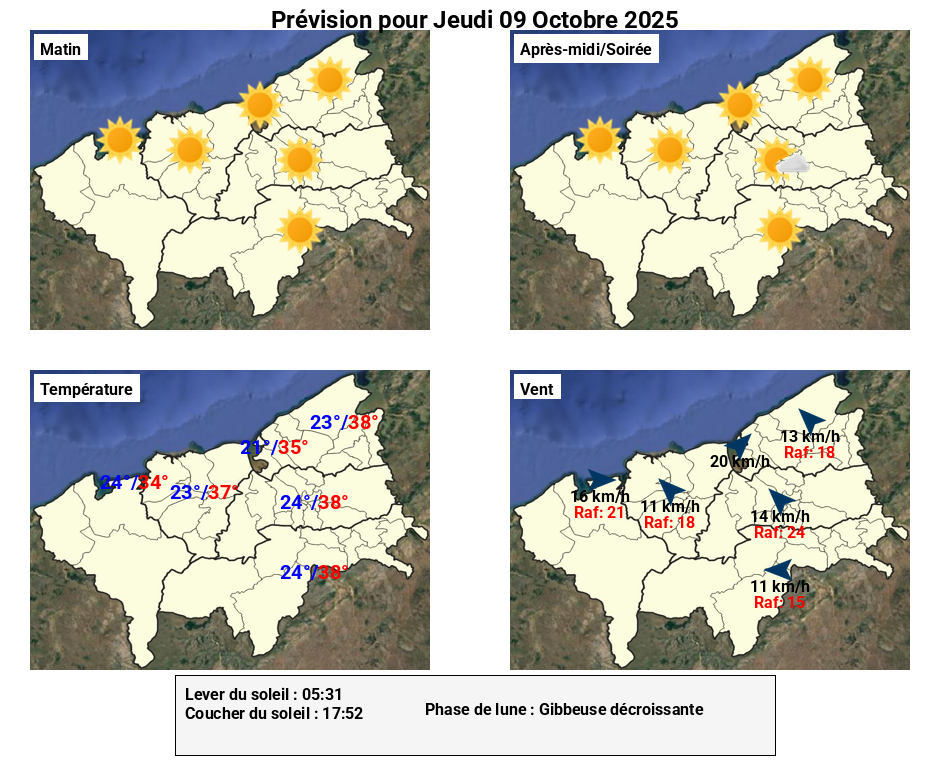 Prévision pour Jeudi 09 Octobre 2025
Matin
Après-midi/Soirée
Température
23°/38°
21°/35°
24°/34°
23°/37°
24°/38°
24°/38°
Vent
13 km/h
Raf: 18
20 km/h
16 km/h
Raf: 21
11 km/h
Raf: 18
14 km/h
Raf: 24
11 km/h
Raf: 15
Lever du soleil : 05:31
Coucher du soleil : 17:52
Phase de lune : Gibbeuse décroissante